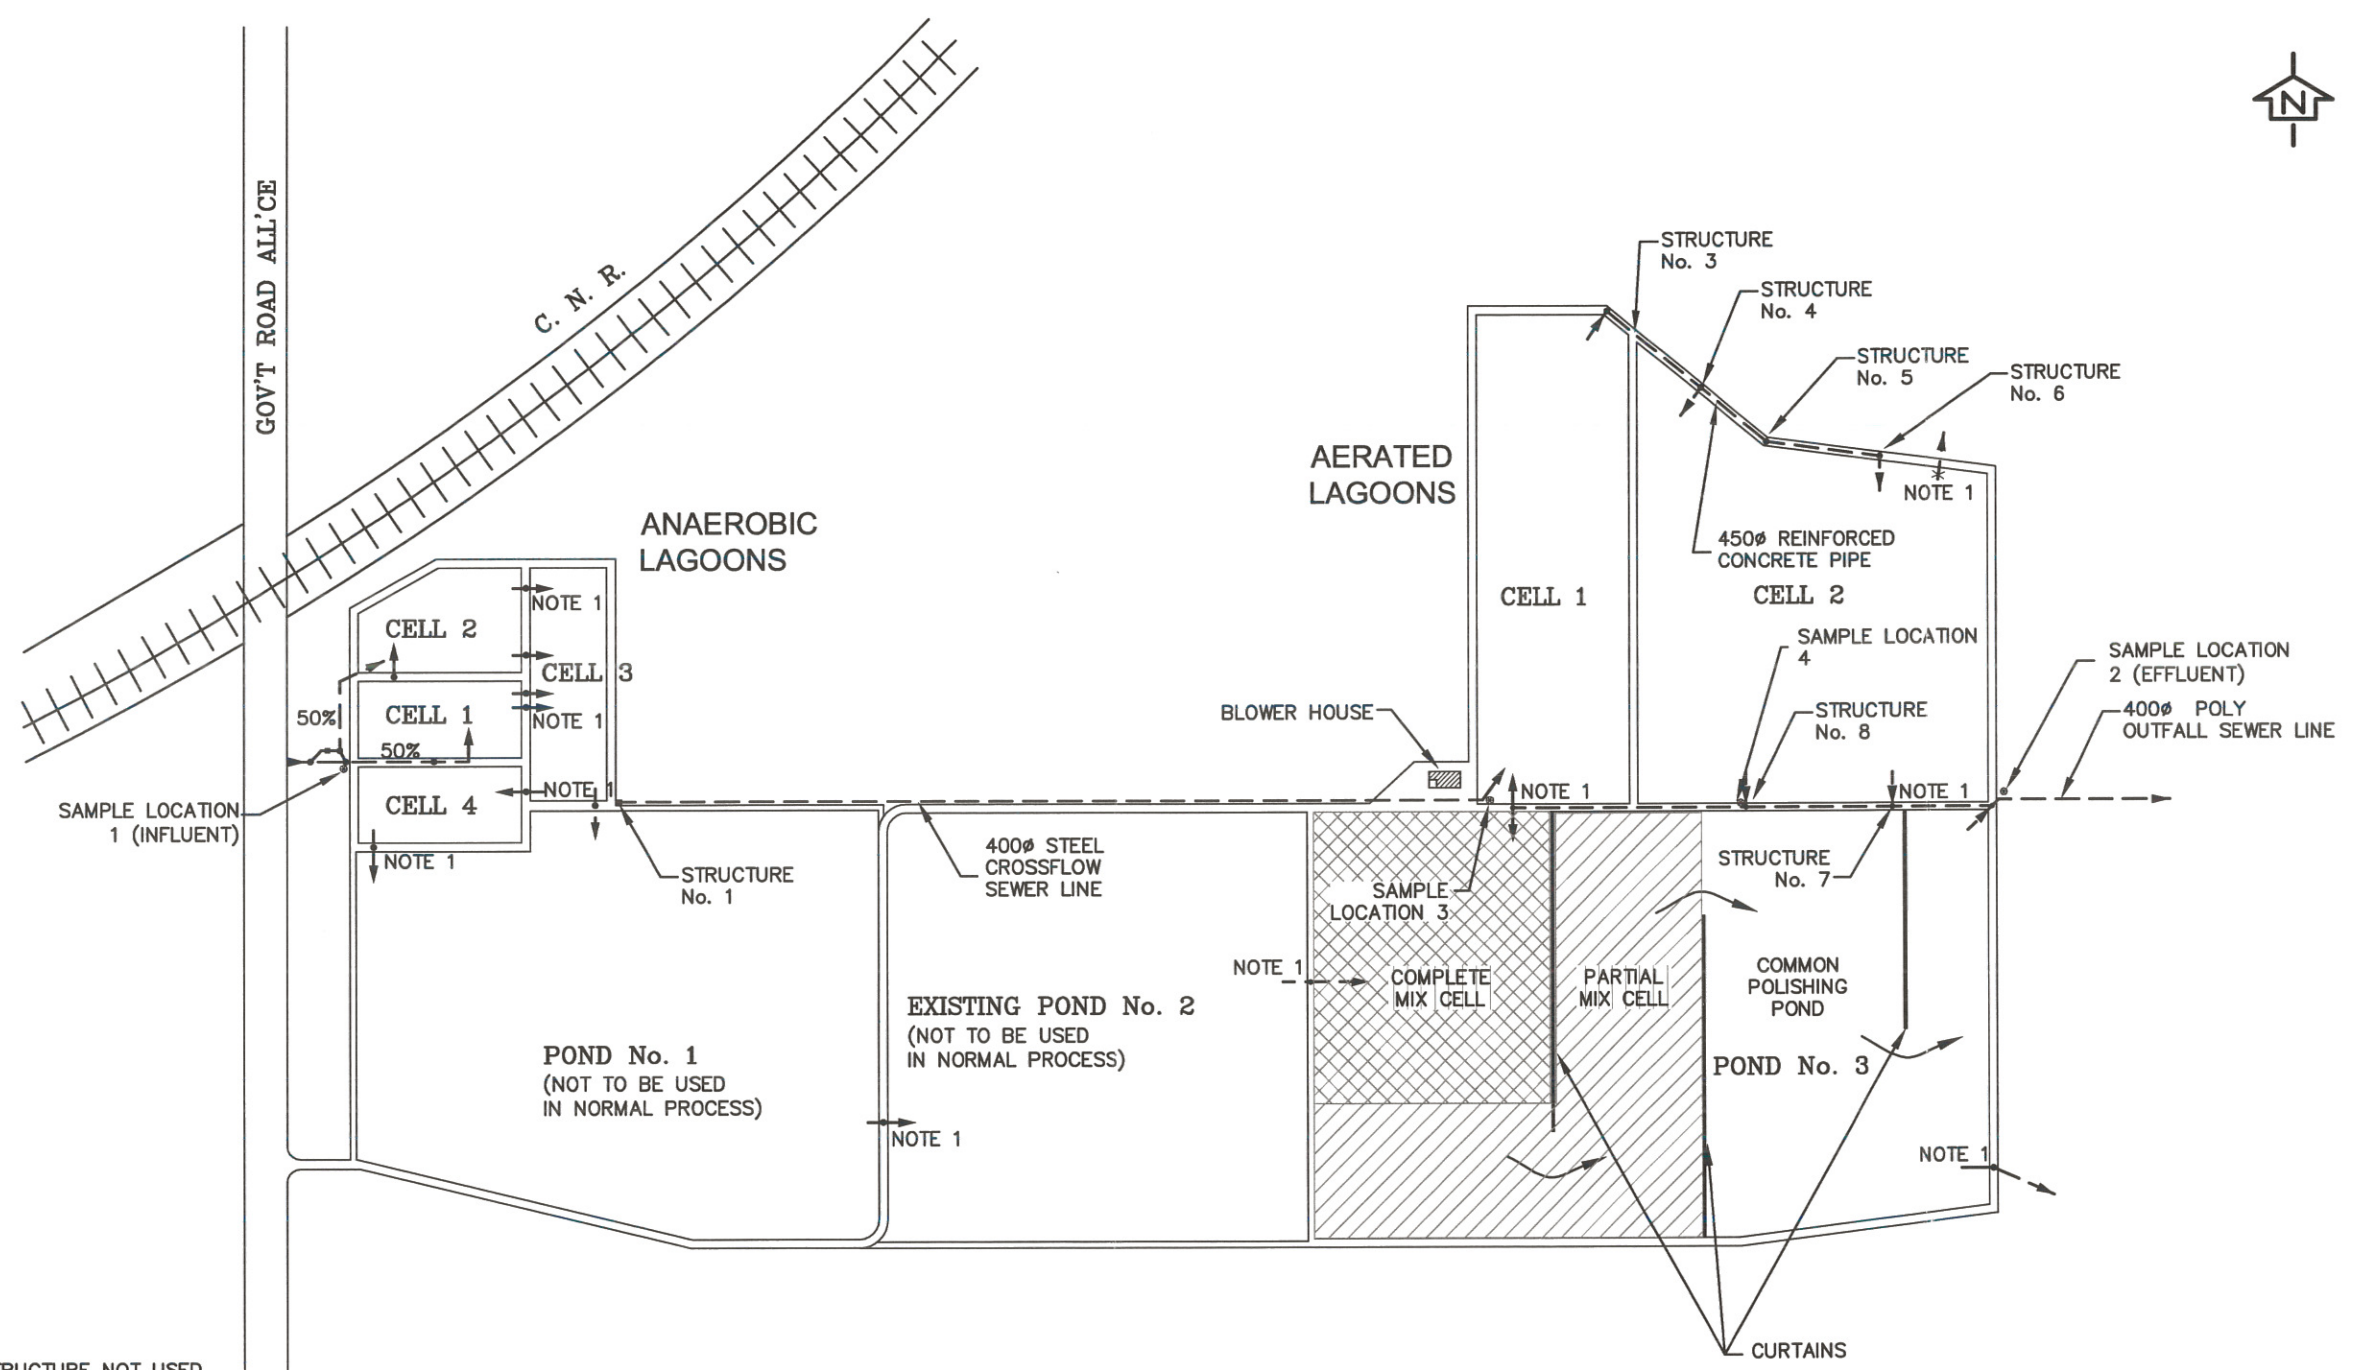 N
GOV'T ROAD ALL'CE
C. N. R.
STRUCTURE
No. 3
STRUCTURE
No. 4
STRUCTURE
No. 5
STRUCTURE
No. 6
NOTE 1
AERATED
LAGOONS
450ø REINFORCED
CONCRETE PIPE
CELL 1
CELL 2
ANAEROBIC
LAGOONS
NOTE 1
CELL 2
CELL 3
CELL 1
NOTE 1
50%
50%
NOTE 1
CELL 4
NOTE 1
SAMPLE LOCATION
1 (INFLUENT)
SAMPLE LOCATION
4
STRUCTURE
No. 8
SAMPLE LOCATION
2 (EFFLUENT)
400ø POLY
OUTFALL SEWER LINE
BLOWER HOUSE
NOTE 1
NOTE 1
STRUCTURE
No. 1
400ø STEEL
CROSSFLOW
SEWER LINE
SAMPLE
LOCATION 3
STRUCTURE
No. 7
NOTE 1
COMPLETE
MIX CELL
PARTIAL
MIX CELL
COMMON
POLISHING
POND
POND No. 3
EXISTING POND No. 2
(NOT TO BE USED
IN NORMAL PROCESS)
POND No. 1
(NOT TO BE USED
IN NORMAL PROCESS)
NOTE 1
NOTE 1
CURTAINS